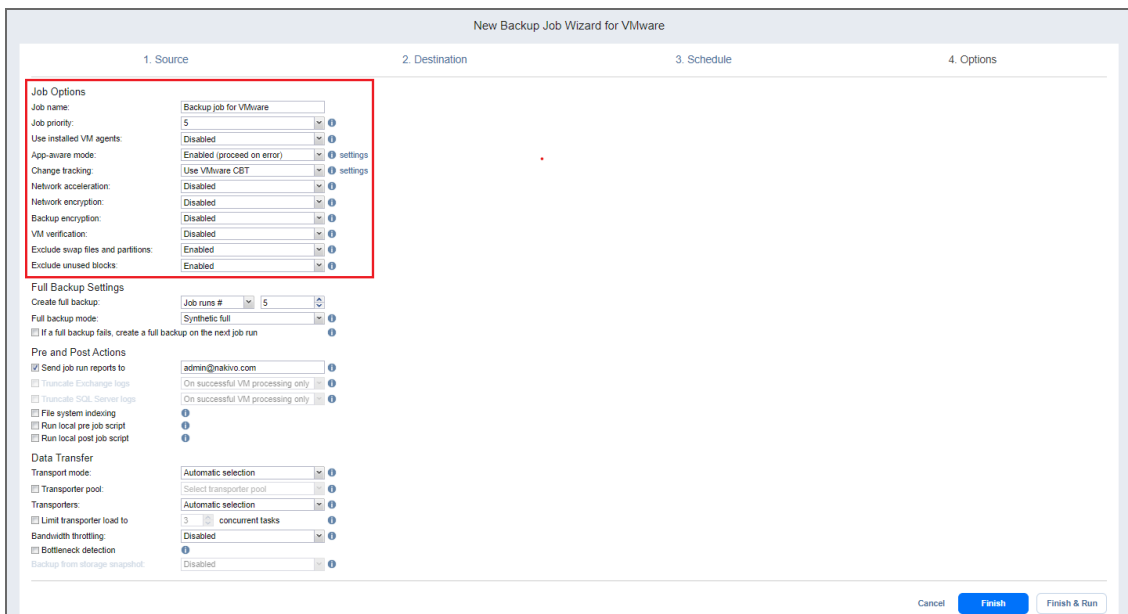 New Backup Job Wizard for VMware
1. Source 2. Destination 3. Schedule 4. Options
Job Options
Job name: Backup job for VMware
Job priority: 5
Use installed VM agents: Disabled
App-aware mode: Enabled (proceed on error) settings
Change tracking: Use VMware CBT settings
Network acceleration: Disabled
Network encryption: Disabled
Backup encryption: Disabled
VM verification: Disabled
Exclude swap files and partitions: Enabled
Exclude unused blocks: Enabled
Full Backup Settings
Create full backup: Job runs # 5
Full backup mode: Synthetic full
If a full backup fails, create a full backup on the next job run
Pre and Post Actions
Send job run reports to admin@nakivo.com
Truncate Exchange logs On successful VM processing only
Truncate SQL Server logs On successful VM processing only
File system indexing
Run local pre job script
Run local post job script
Data Transfer
Transport mode: Automatic selection
Transporter pool: Select transporter pool
Transporters: Automatic selection
Limit transporter load to 3 concurrent tasks
Bandwidth throttling: Disabled
Bottleneck detection
Backup from storage snapshot: Disabled
Cancel Finish Finish & Run